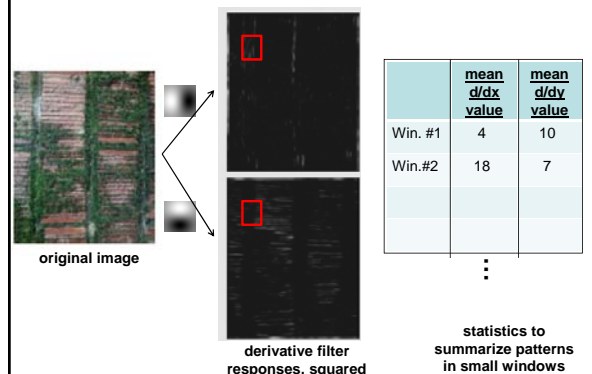 original image
derivative filter
responses, squared
mean
d/dx
value
mean
d/dy
value
Win. #1 4 10
Win.#2 18 7
⋮
statistics to
summarize patterns
in small windows